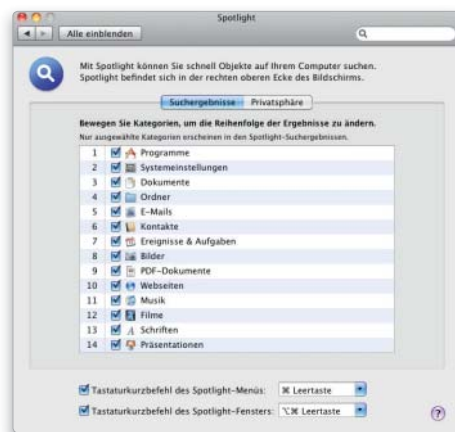 Spotlight
Alle einblenden
Mit Spotlight können Sie schnell Objekte auf Ihrem Computer suchen.
Spotlight befindet sich in der rechten oberen Ecke des Bildschirms.
Suchergebnisse Privatsphäre
Bewegen Sie Kategorien, um die Reihenfolge der Ergebnisse zu ändern.
Nur ausgewählte Kategorien erscheinen in den Spotlight-Suchergebnissen.
1 Programme
2 Systemeinstellungen
3 Dokumente
4 Ordner
5 E-Mails
6 Kontakte
7 Ereignisse & Aufgaben
8 Bilder
9 PDF-Dokumente
10 Webseiten
11 Musik
12 Filme
13 Schriften
14 Präsentationen
Tastaturkurzbefehl des Spotlight-Menüs: ⌘ Leertaste
Tastaturkurzbefehl des Spotlight-Fensters: ⌥⌘ Leertaste
?